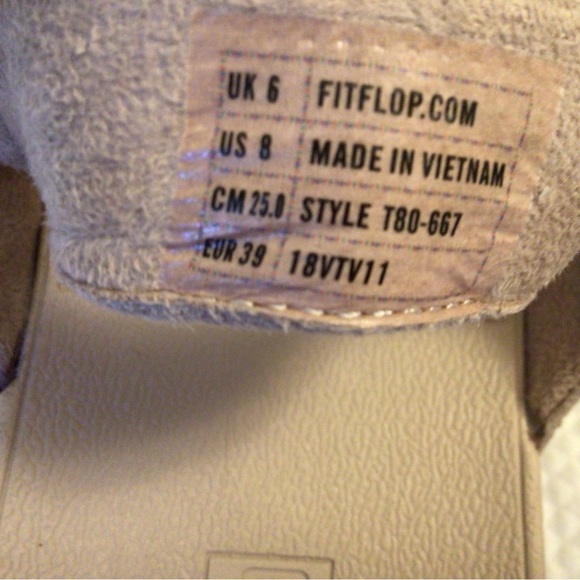 UK 6 FITFLOP.COM
US 8 MADE IN VIETNAM
CM 25.0 STYLE T80-667
EUR 39 18VTV11